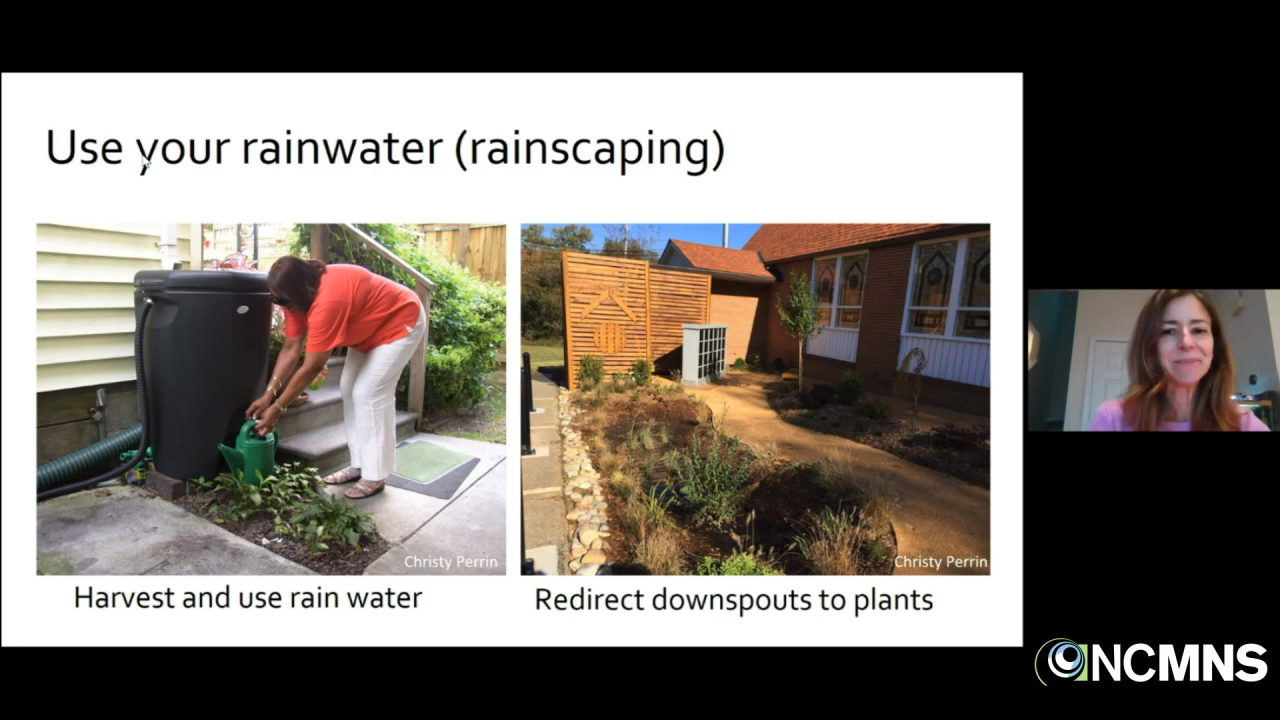 Use your rainwater (rainscaping)
Christy Perrin
Christy Perrin
Harvest and use rain water
Redirect downspouts to plants
NCMNS